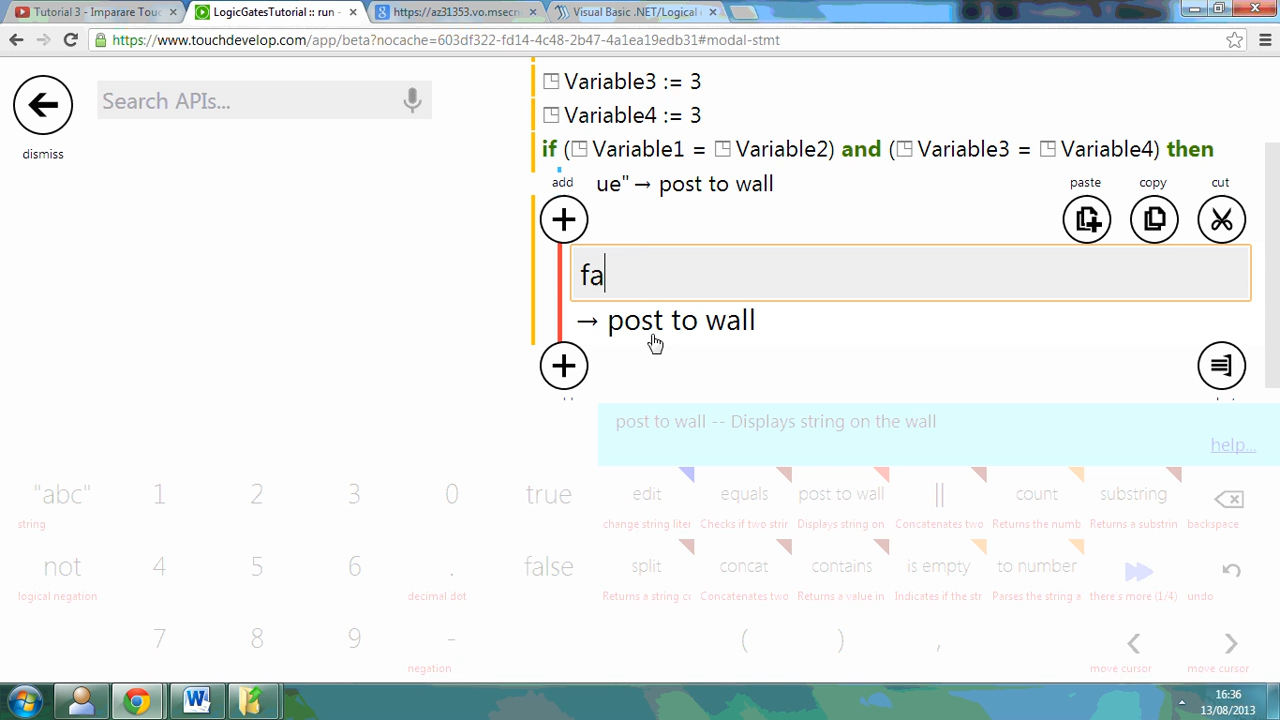 Tutorial 3 - Imparare Tou
LogicGatesTutorial :: run -
https://az31353.vo.msecn
Visual Basic .NET/Logical
https://www.touchdevelop.com/app/beta?nocache=603df322-fd14-4c48-2b47-4a1ea19edb31#modal-stmt
dismiss
Search APIs...
Variable3 := 3
Variable4 := 3
if (Variable1 = Variable2) and (Variable3 = Variable4) then
ue" → post to wall
add
paste
copy
cut
fa
→ post to wall
post to wall -- Displays string on the wall
help...
"abc" 1 2 3 0 true edit equals post to wall || count substring
string change string liter Checks if two strir Displays string on Concatenates two Returns the numb Returns a substrin backspace
not 4 5 6 . false split concat contains is empty to number
logical negation decimal dot Returns a string co Concatenates two Returns a value in Indicates if the str Parses the string a there's more (1/4) undo
7 8 9 - ( ) ,
negation move cursor move cursor
16:36
13/08/2013